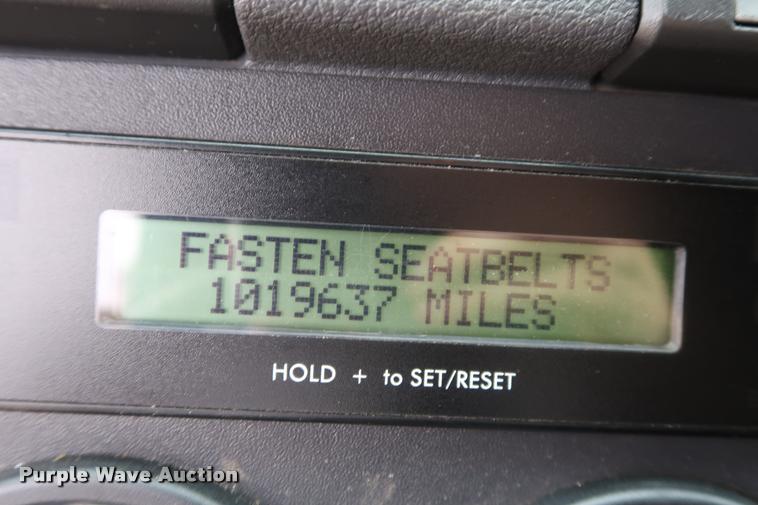 FASTEN SEATBELTS
1019637 MILES
HOLD + to SET/RESET
Purple Wave Auction